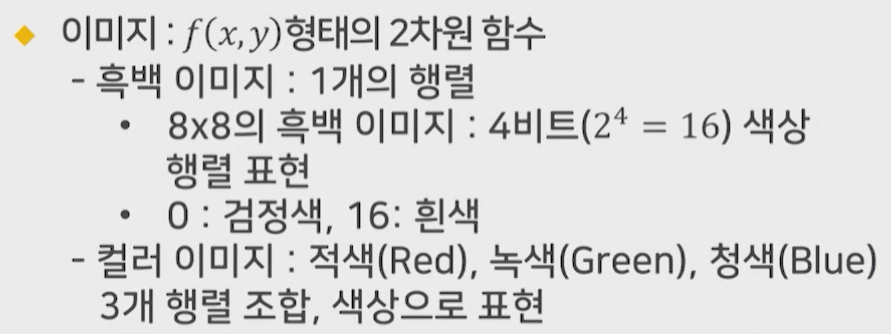 ◆ 이미지 : f(x,y)형태의 2차원 함수
- 흑백 이미지 : 1개의 행렬
• 8x8의 흑백 이미지 : 4비트(2⁴ = 16) 색상
행렬 표현
• 0 : 검정색, 16: 흰색
- 컬러 이미지 : 적색(Red), 녹색(Green), 청색(Blue)
3개 행렬 조합, 색상으로 표현